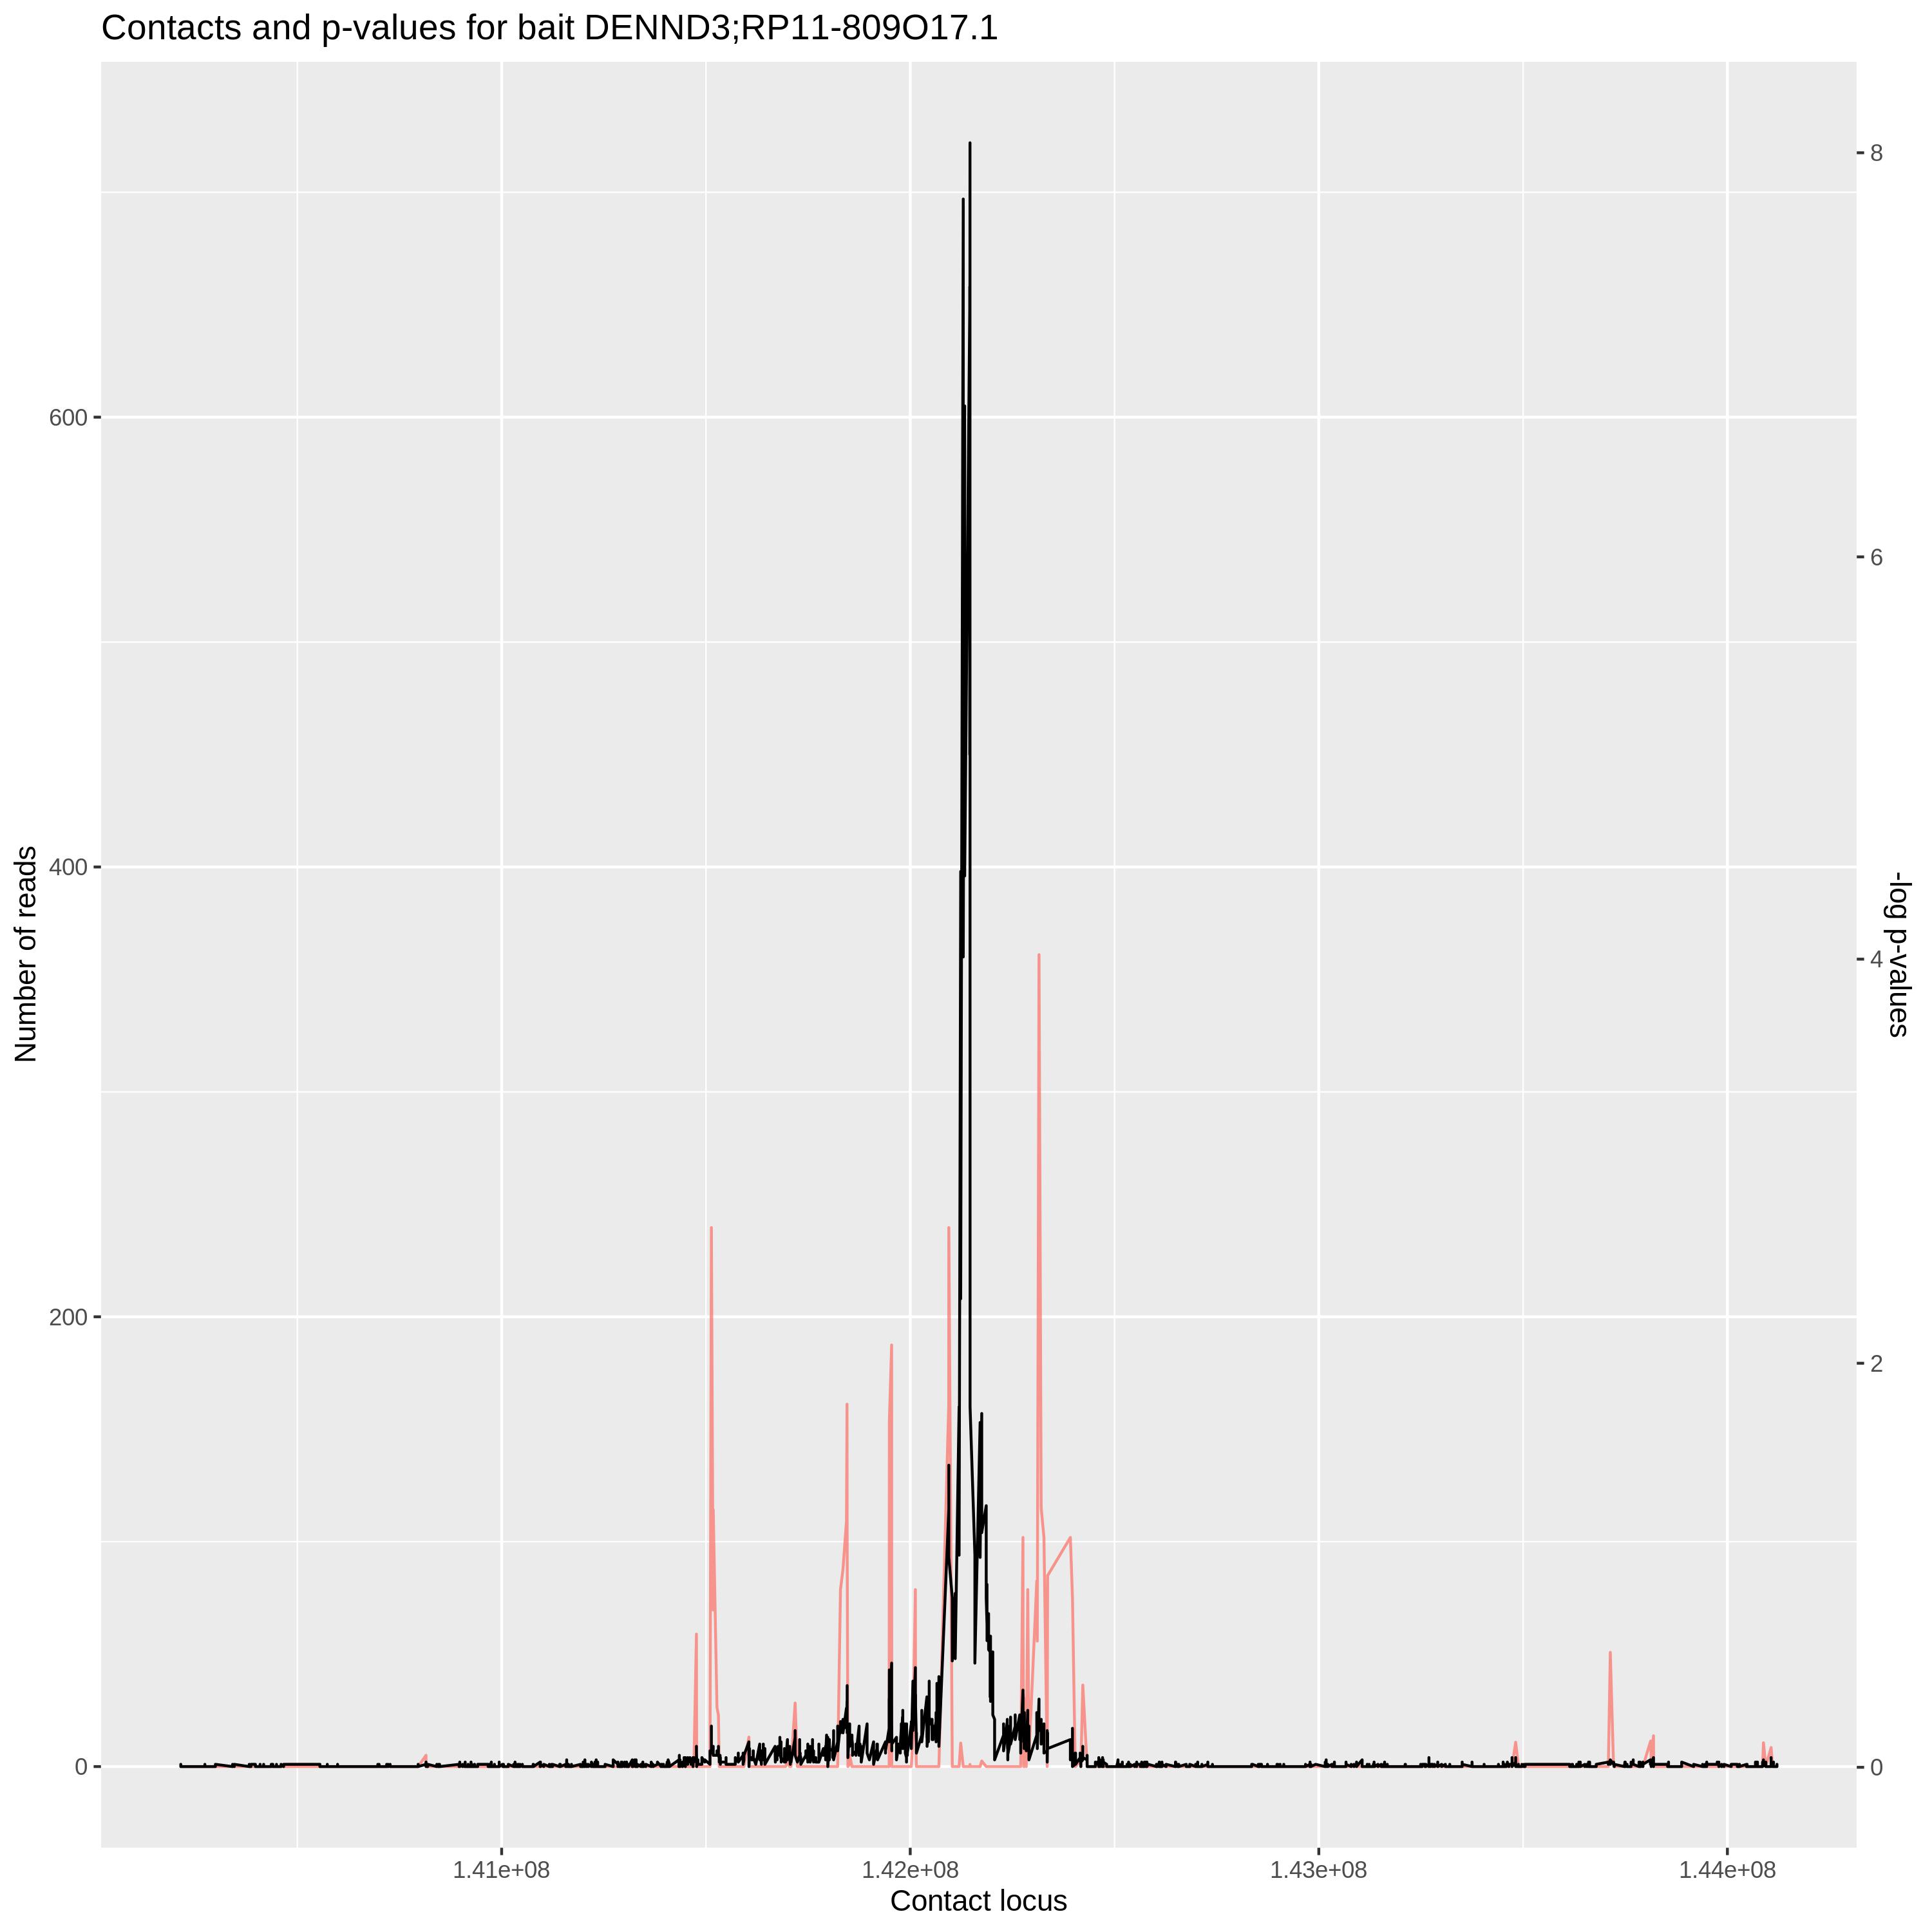 Contacts and p-values for bait DENND3;RP11-809O17.1
Number of reads
600
400
200
0
8
6
4
2
0
-log p-values
1.41e+08
1.42e+08
1.43e+08
1.44e+08
Contact locus